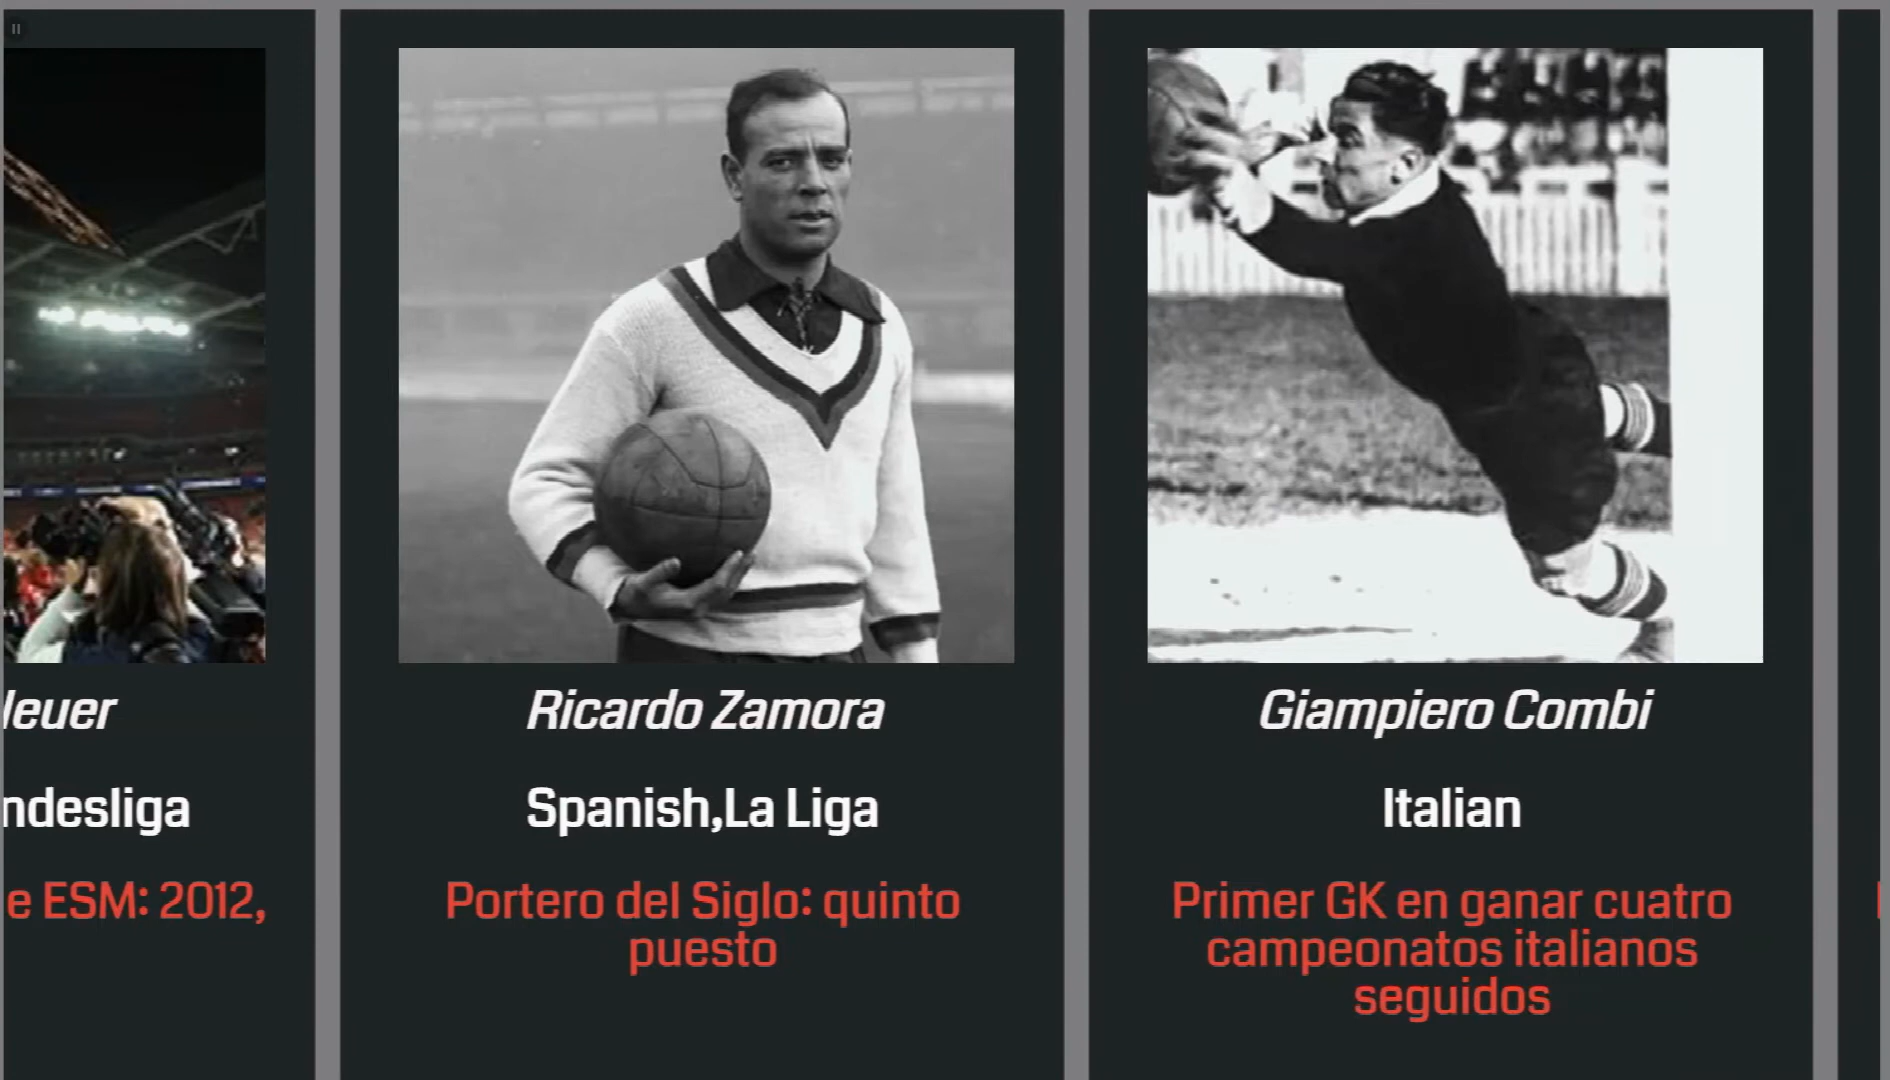 leuer
ndesliga
e ESM: 2012,
Ricardo Zamora
Spanish,La Liga
Portero del Siglo: quinto
puesto
Giampiero Combi
Italian
Primer GK en ganar cuatro
campeonatos italianos
seguidos